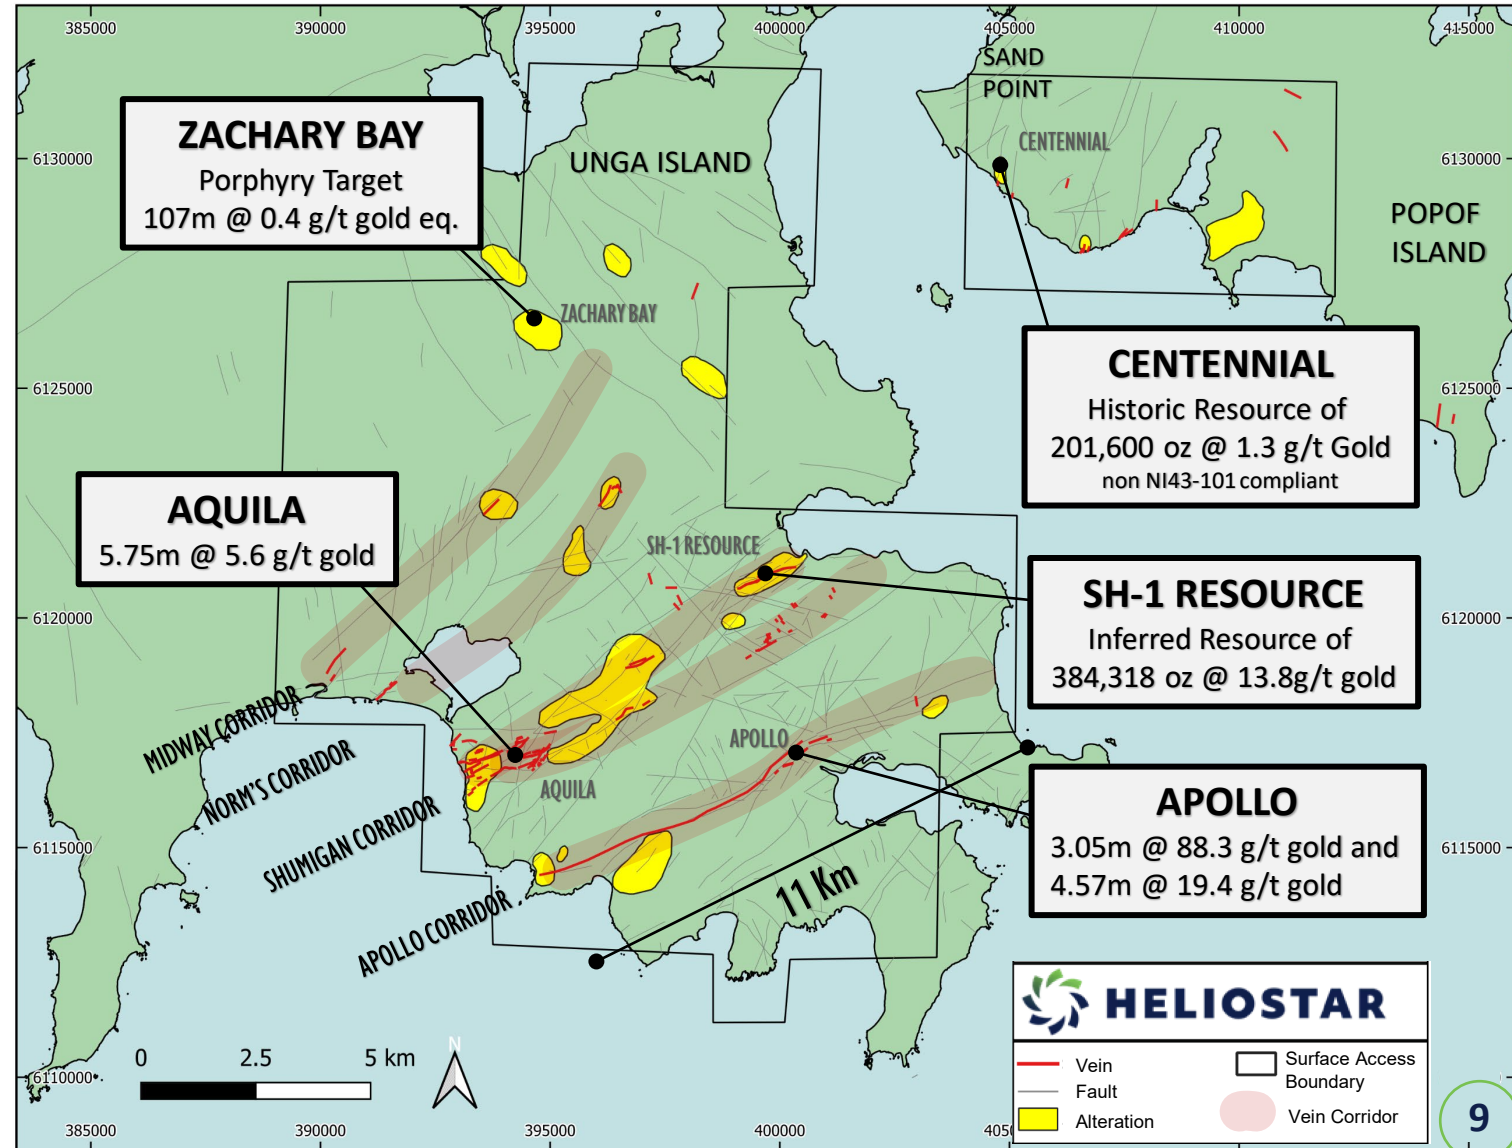 385000
390000
395000
400000
405000
410000
415000
SAND
POINT
ZACHARY BAY
Porphyry Target
107m @ 0.4 g/t gold eq.
UNGA ISLAND
CENTENNIAL
6130000
6130000
POPOF
ISLAND
ZACHARY BAY
CENTENNIAL
Historic Resource of
201,600 oz @ 1.3 g/t Gold
non NI43-101 compliant
6125000
6125000
AQUILA
5.75m @ 5.6 g/t gold
SH-1 RESOURCE
SH-1 RESOURCE
Inferred Resource of
384,318 oz @ 13.8g/t gold
6120000
6120000
MIDWAY CORRIDOR
NORM'S CORRIDOR
SHUMIGAN CORRIDOR
APOLLO CORRIDOR
AQUILA
APOLLO
APOLLO
3.05m @ 88.3 g/t gold and
4.57m @ 19.4 g/t gold
6115000
6115000
11 Km
HELIOSTAR
Vein
Fault
Alteration
Surface Access
Boundary
Vein Corridor
0 2.5 5 km
N
6110000
385000
390000
395000
400000
9